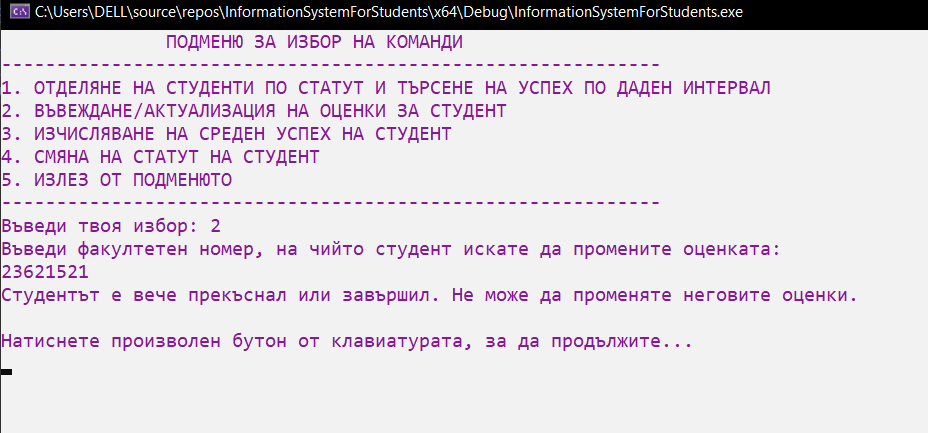 C:\Users\DELL\source\repos\InformationSystemForStudents\x64\Debug\InformationSystemForStudents.exe
ПОДМЕНЮ ЗА ИЗБОР НА КОМАНДИ
------------------------------------------------------------
1. ОТДЕЛЯНЕ НА СТУДЕНТИ ПО СТАТУТ И ТЪРСЕНЕ НА УСПЕХ ПО ДАДЕН ИНТЕРВАЛ
2. ВЪВЕЖДАНЕ/АКТУАЛИЗАЦИЯ НА ОЦЕНКИ ЗА СТУДЕНТ
3. ИЗЧИСЛЯВАНЕ НА СРЕДЕН УСПЕХ НА СТУДЕНТ
4. СМЯНА НА СТАТУТ НА СТУДЕНТ
5. ИЗЛЕЗ ОТ ПОДМЕНЮТО
------------------------------------------------------------
Въведи твоя избор: 2
Въведи факултетен номер, на чийто студент искате да промените оценката:
23621521
Студентът е вече прекъснал или завършил. Не може да променяте неговите оценки.
Натиснете произволен бутон от клавиатурата, за да продължите...